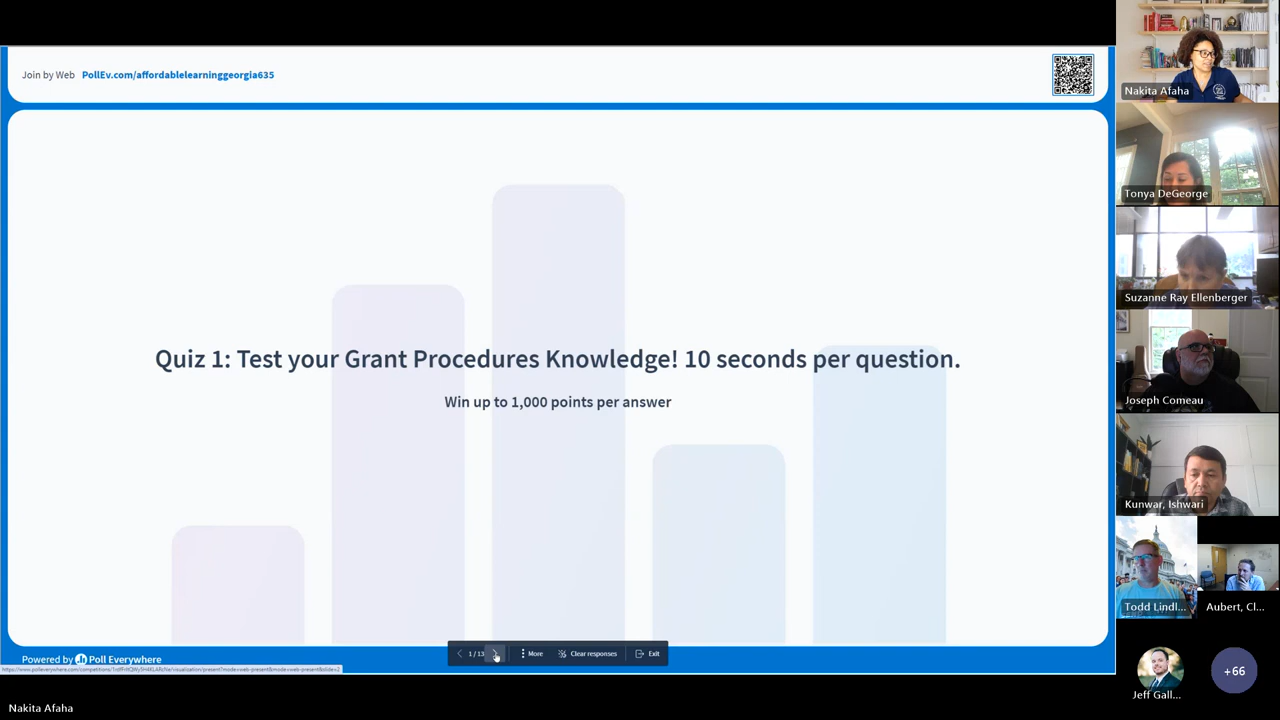 Join by Web PollEv.com/affordablelearninggeorgia635
Quiz 1: Test your Grant Procedures Knowledge! 10 seconds per question.
Win up to 1,000 points per answer
1 / 13
More
Clear responses
Exit
Powered by Poll Everywhere
Nakita Afaha
Tonya DeGeorge
Suzanne Ray Ellenberger
Joseph Comeau
Kunwar, Ishwari
Todd Lindl...
Aubert, Cl...
Jeff Gall...
+66
Nakita Afaha